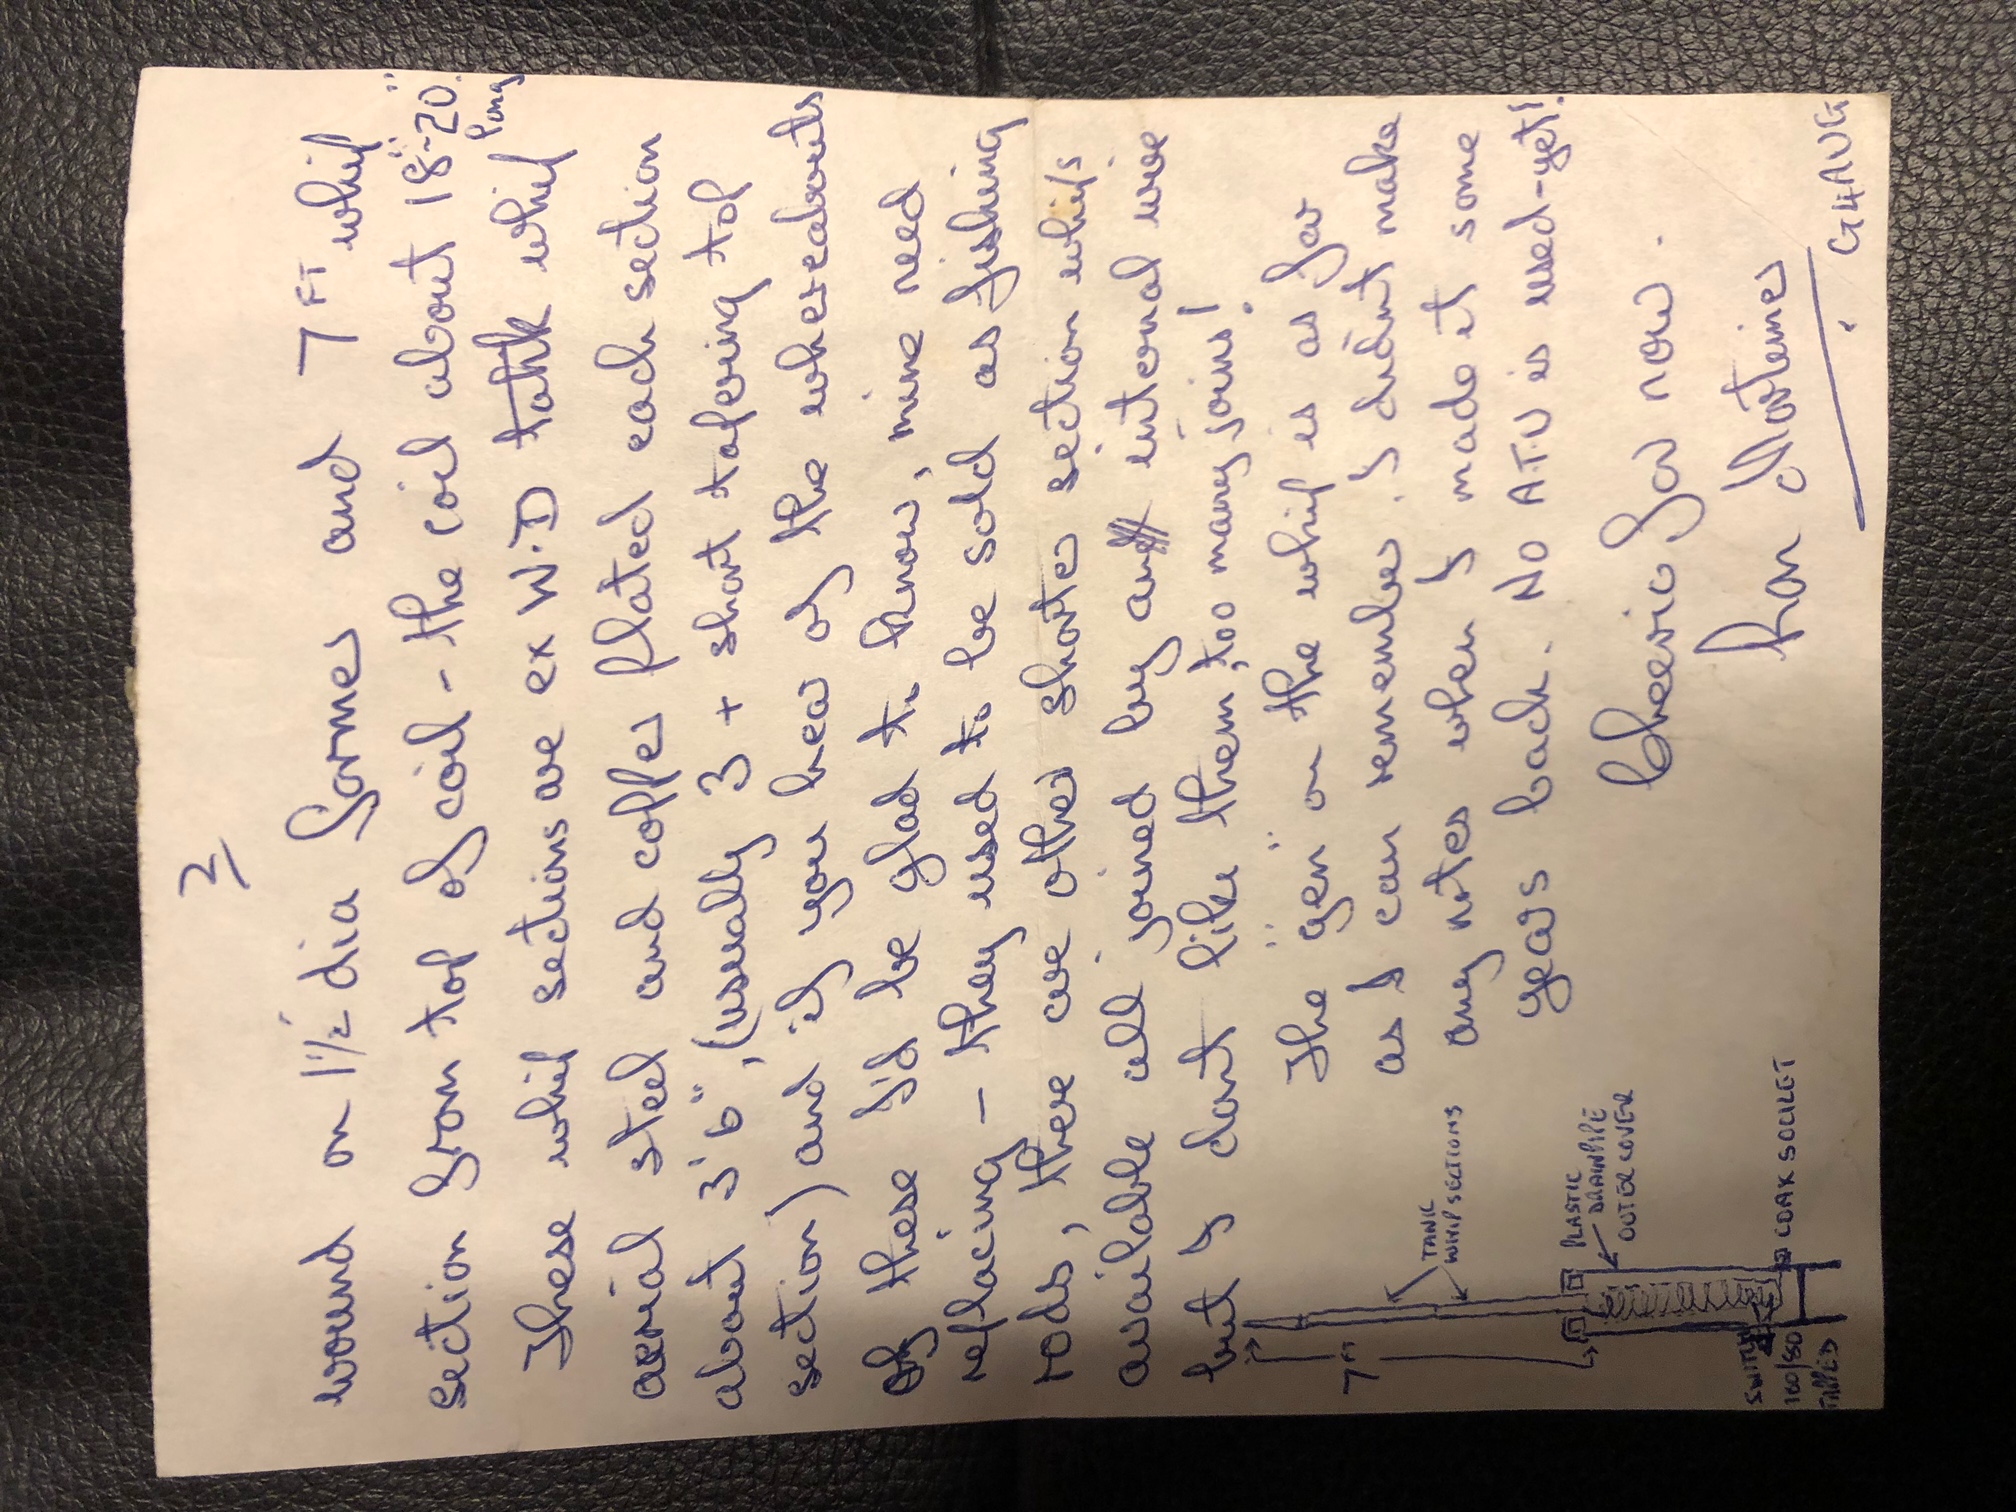 2
wound on 1½" dia former and 7FT whip
section from top of coil - the coil about 18"-20"
long
These whip sections are ex W.D tank whip
aerial steel and copper plated each section
about 3'6", (usually 3 + short tapering top
section) and if you hear of the whereabouts
of these I'd be glad to know, mine need
replacing - they used to be sold as fishing
rods, there are other shorter section whips
available all joined by an internal wire
but I dont like them, too many joins!
The "gen" on the whip is as far
as I can remember. I didn't make
any notes when I made it some
years back. No A.T.U is used-yet!
Cheerio for now.
Ron Mortimer
G4AUG
7FT
TANK
WHIP SECTIONS
PLASTIC
DRAINPIPE
OUTER COVER
SWITCH
160/80
TAPPED
COAX SOCKET